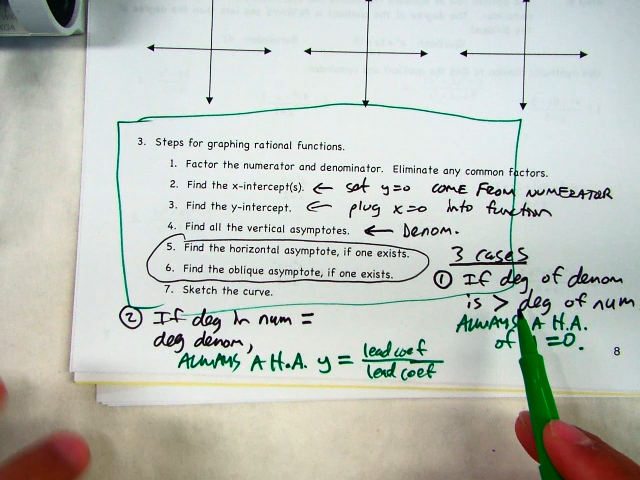 3. Steps for graphing rational functions.
1. Factor the numerator and denominator. Eliminate any common factors.
2. Find the x-intercept(s). ← set y=0 COME FROM NUMERATOR
3. Find the y-intercept. ← plug x=0 into function
4. Find all the vertical asymptotes. ← Denom.
5. Find the horizontal asymptote, if one exists.
6. Find the oblique asymptote, if one exists.
7. Sketch the curve.
3 cases
① If deg of denom
is > deg of num
ALWAYS A H.A.
of =0.
② If deg in num =
deg denom,
ALWAYS A H.A. y = lead coef
lead coef
8